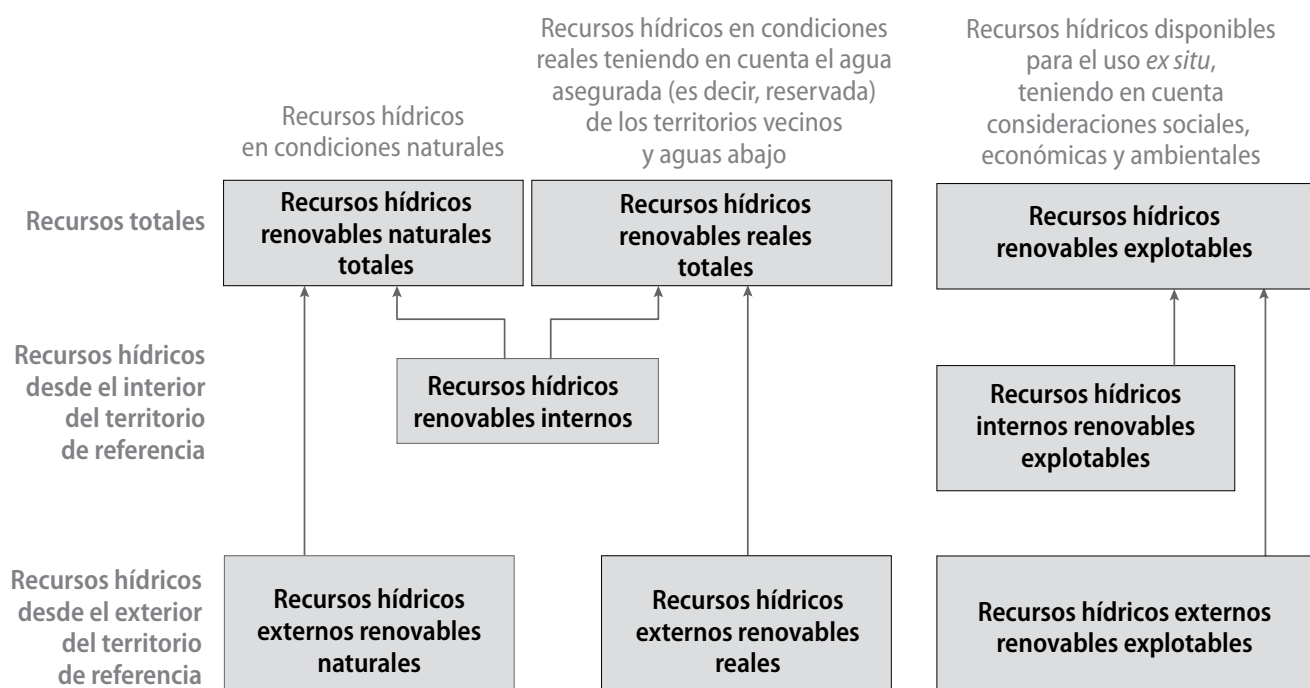 Recursos hídricos
en condiciones naturales
Recursos hídricos en condiciones
reales teniendo en cuenta el agua
asegurada (es decir, reservada)
de los territorios vecinos
y aguas abajo
Recursos hídricos disponibles
para el uso ex situ,
teniendo en cuenta
consideraciones sociales,
económicas y ambientales
Recursos totales
Recursos hídricos
renovables naturales
totales
Recursos hídricos
renovables reales
totales
Recursos hídricos
renovables explotables
Recursos hídricos
desde el interior
del territorio
de referencia
Recursos hídricos
renovables internos
Recursos hídricos
internos renovables
explotables
Recursos hídricos
desde el exterior
del territorio
de referencia
Recursos hídricos
externos renovables
naturales
Recursos hídricos
externos renovables
reales
Recursos hídricos externos
renovables explotables